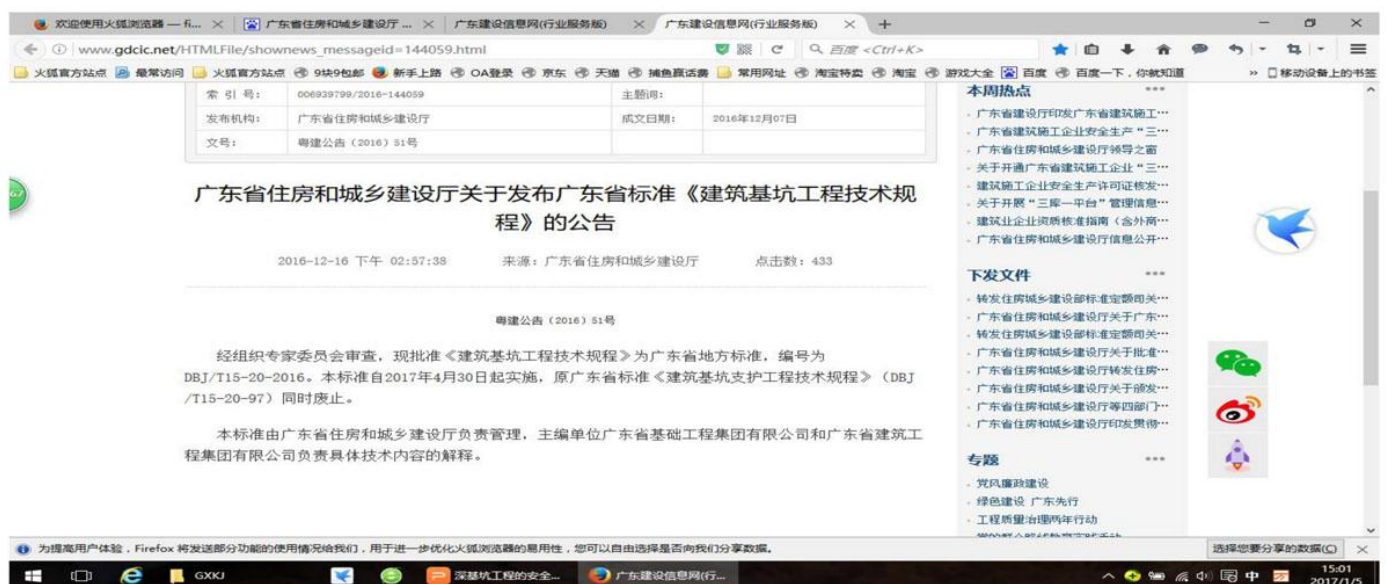 欢迎使用火狐浏览器 — fi...
广东省住房和城乡建设厅 ...
广东建设信息网(行业服务版)
广东建设信息网(行业服务版)
www.gdcic.net/HTMLFile/shownews_messageid=144059.html
百度 <Ctrl+K>
火狐官方站点 最常访问 火狐官方站点 9块9包邮 新手上路 OA登录 京东 天猫 捕鱼赢话费 常用网址 淘宝特卖 淘宝 游戏大全 百度 百度一下，你就知道 » 移动设备上的书签
索 引 号： 006939799/2016-144059 主题词：
发布机构： 广东省住房和城乡建设厅 成文日期： 2016年12月07日
文号： 粤建公告（2016）51号
广东省住房和城乡建设厅关于发布广东省标准《建筑基坑工程技术规
程》的公告
2016-12-16 下午 02:57:38 来源：广东省住房和城乡建设厅 点击数：433
粤建公告（2016）51号
经组织专家委员会审查，现批准《建筑基坑工程技术规程》为广东省地方标准，编号为
DBJ/T15-20-2016。本标准自2017年4月30日起实施，原广东省标准《建筑基坑支护工程技术规程》（DBJ
/T15-20-97）同时废止。
本标准由广东省住房和城乡建设厅负责管理，主编单位广东省基础工程集团有限公司和广东省建筑工
程集团有限公司负责具体技术内容的解释。
本周热点
广东省建设厅印发广东省建筑施工…
广东省建筑施工企业安全生产“三…
广东省住房和城乡建设厅领导之窗
关于开通广东省建筑施工企业“三…
建筑施工企业安全生产许可证核发…
关于开展“三库一平台”管理信息…
建筑业企业资质核准指南（含外商…
广东省住房和城乡建设厅信息公开…
下发文件
转发住房城乡建设部标准定额司关…
广东省住房和城乡建设厅关于广东…
转发住房城乡建设部标准定额司关…
广东省住房和城乡建设厅关于批准…
广东省住房和城乡建设厅转发住房…
广东省住房和城乡建设厅关于颁发…
广东省住房和城乡建设厅等四部门…
广东省住房和城乡建设厅印发贯彻…
专题
党风廉政建设
绿色建设 广东先行
工程质量治理两年行动
为提高用户体验，Firefox 将发送部分功能的使用情况给我们，用于进一步优化火狐浏览器的易用性，您可以自由选择是否向我们分享数据。
选择您要分享的数据(C)
GXKJ
深基坑工程的安全...
广东建设信息网(行...
中
15:01
2017/1/5